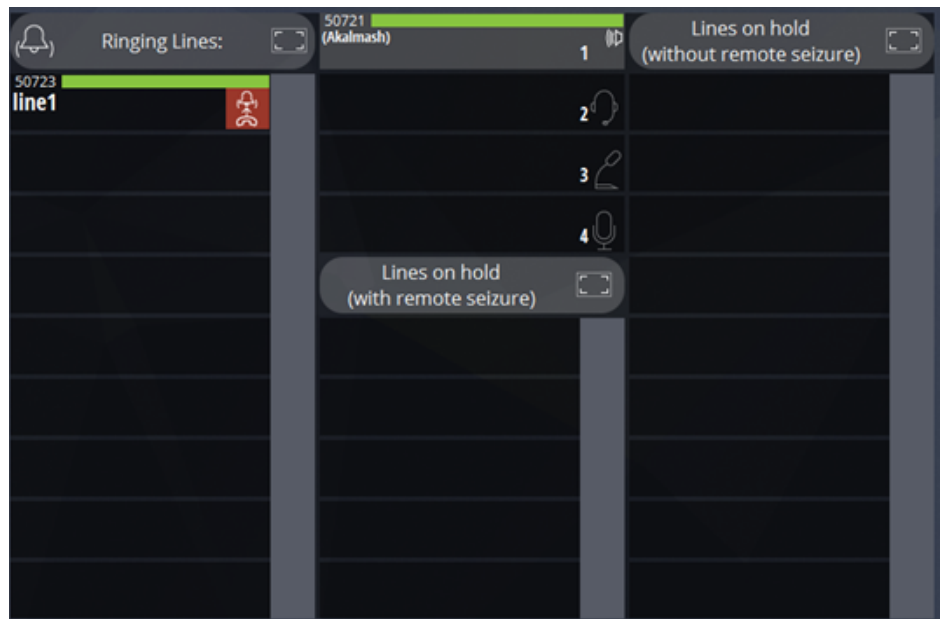 Ringing Lines:
50723
line1
50721
(Akalmash)
1
2
3
4
Lines on hold
(with remote seizure)
Lines on hold
(without remote seizure)